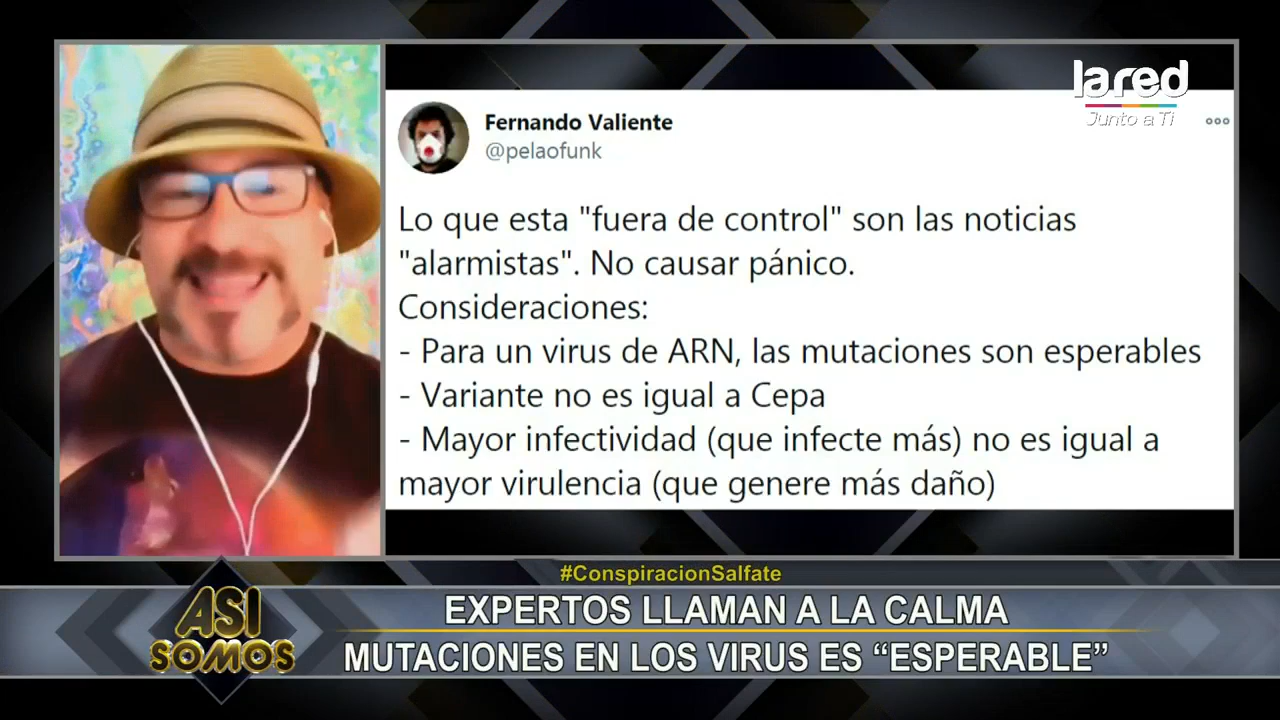 lared
Junto a Ti
Fernando Valiente
@pelaofunk
Lo que esta "fuera de control" son las noticias
"alarmistas". No causar pánico.
Consideraciones:
- Para un virus de ARN, las mutaciones son esperables
- Variante no es igual a Cepa
- Mayor infectividad (que infecte más) no es igual a
mayor virulencia (que genere más daño)
#ConspiracionSalfate
ASI
SOMOS
EXPERTOS LLAMAN A LA CALMA
MUTACIONES EN LOS VIRUS ES “ESPERABLE”